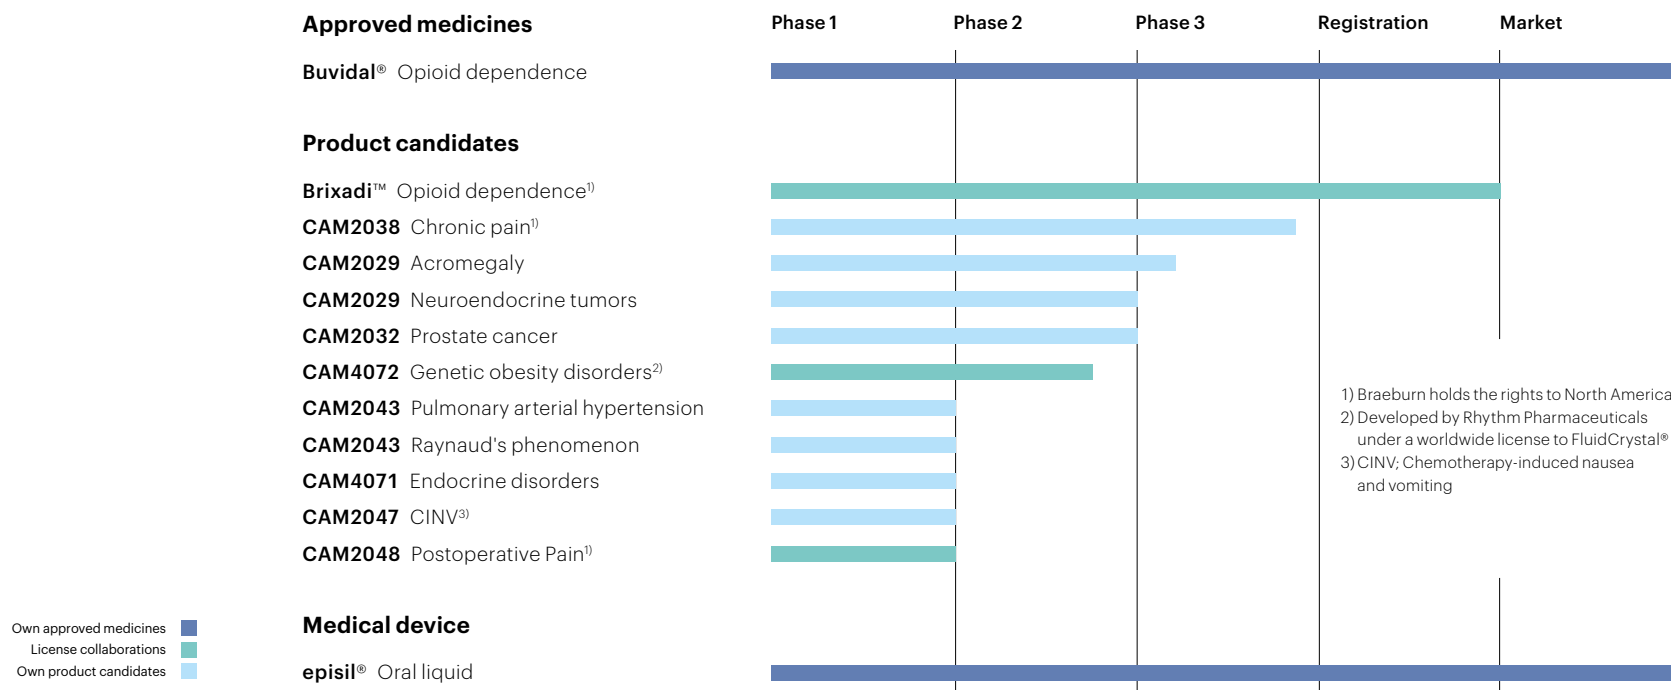 Approved medicines
Phase 1
Phase 2
Phase 3
Registration
Market
Buvidal® Opioid dependence
Product candidates
Brixadi™ Opioid dependence1)
CAM2038 Chronic pain1)
CAM2029 Acromegaly
CAM2029 Neuroendocrine tumors
CAM2032 Prostate cancer
CAM4072 Genetic obesity disorders2)
CAM2043 Pulmonary arterial hypertension
CAM2043 Raynaud's phenomenon
CAM4071 Endocrine disorders
CAM2047 CINV3)
CAM2048 Postoperative Pain1)
1) Braeburn holds the rights to North America
2) Developed by Rhythm Pharmaceuticals
under a worldwide license to FluidCrystal®
3) CINV; Chemotherapy-induced nausea
and vomiting
Medical device
episil® Oral liquid
Own approved medicines
License collaborations
Own product candidates